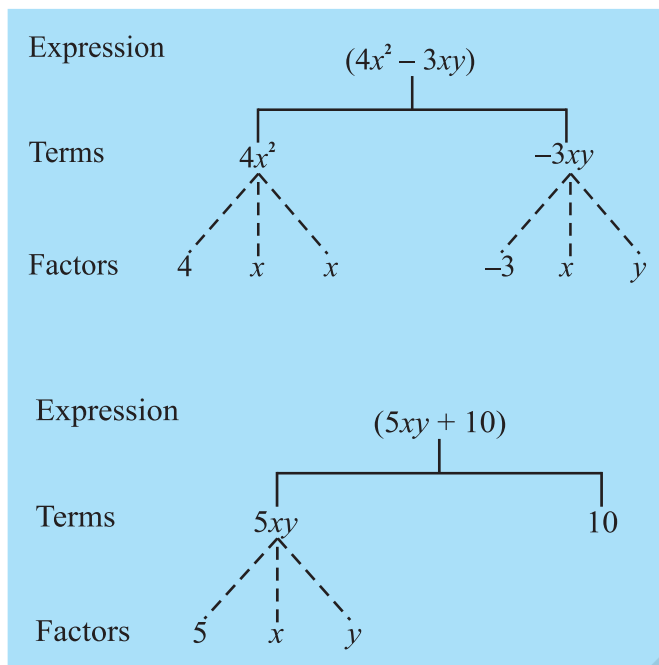 Expression (4x² – 3xy)
Terms 4x² –3xy
Factors 4 x x –3 x y
Expression (5xy + 10)
Terms 5xy 10
Factors 5 x y